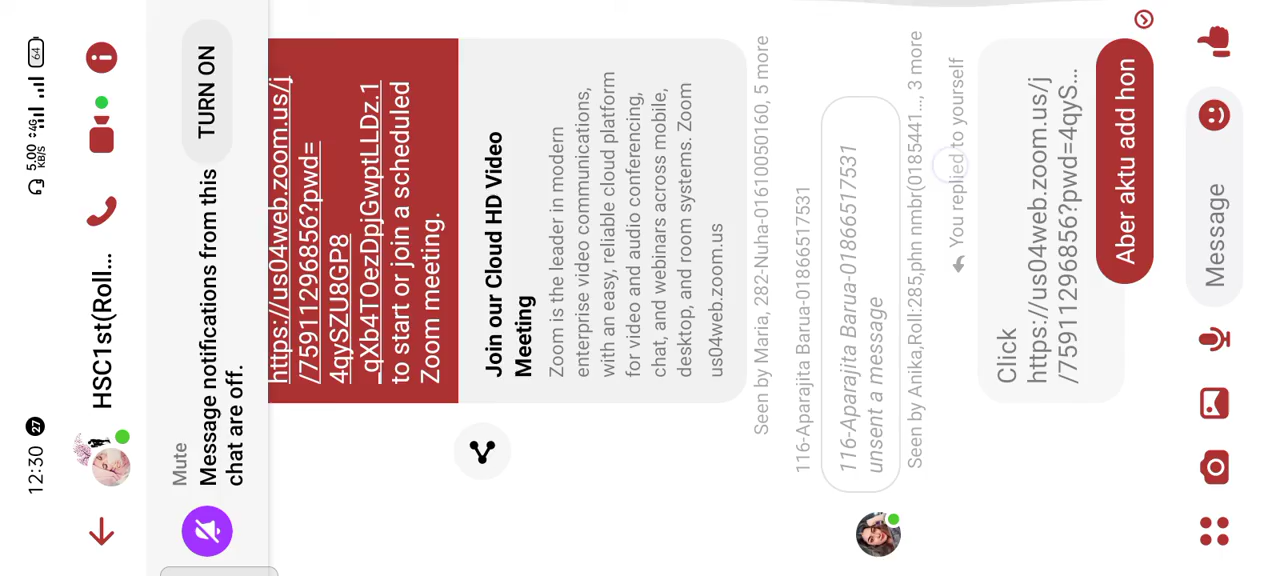 12:30 27 5.00 KB/S 4G 64
HSC1st(Roll...
Mute
Message notifications from this
chat are off.
TURN ON
https://us04web.zoom.us/j
/75911296856?pwd=
4qySZU8GP8
_qXb4TOezDpjGwptLLDz.1
to start or join a scheduled
Zoom meeting.
Join our Cloud HD Video
Meeting
Zoom is the leader in modern
enterprise video communications,
with an easy, reliable cloud platform
for video and audio conferencing,
chat, and webinars across mobile,
desktop, and room systems. Zoom
us04web.zoom.us
Seen by Maria, 282-Nuha-01610050160, 5 more
116-Aparajita Barua-01866517531
116-Aparajita Barua-01866517531
unsent a message
Seen by Anika,Roll:285,phn nmbr(0185441..., 3 more
You replied to yourself
Click
https://us04web.zoom.us/j
/75911296856?pwd=4qyS...
Aber aktu add hon
Message